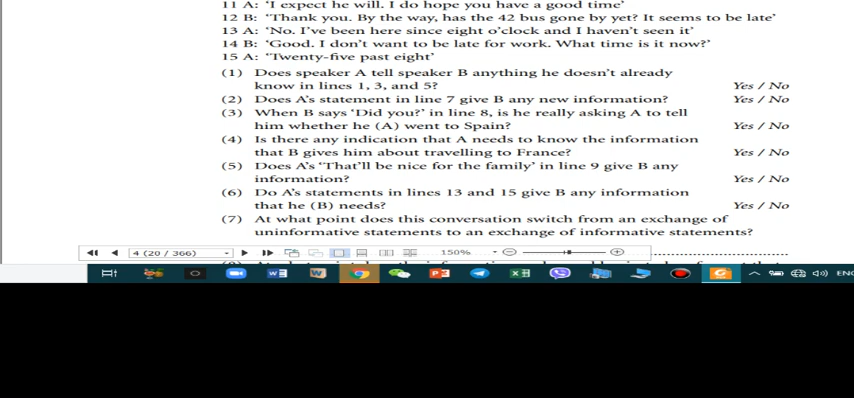 11 A: ‘I expect he will. I do hope you have a good time’
12 B: ‘Thank you. By the way, has the 42 bus gone by yet? It seems to be late’
13 A: ‘No. I’ve been here since eight o’clock and I haven’t seen it’
14 B: ‘Good. I don’t want to be late for work. What time is it now?’
15 A: ‘Twenty-five past eight’
(1) Does speaker A tell speaker B anything he doesn’t already
know in lines 1, 3, and 5? Yes / No
(2) Does A’s statement in line 7 give B any new information? Yes / No
(3) When B says ‘Did you?’ in line 8, is he really asking A to tell
him whether he (A) went to Spain? Yes / No
(4) Is there any indication that A needs to know the information
that B gives him about travelling to France? Yes / No
(5) Does A’s ‘That’ll be nice for the family’ in line 9 give B any
information? Yes / No
(6) Do A’s statements in lines 13 and 15 give B any information
that he (B) needs? Yes / No
(7) At what point does this conversation switch from an exchange of
uninformative statements to an exchange of informative statements?
4 (20 / 366) 150%
ENG